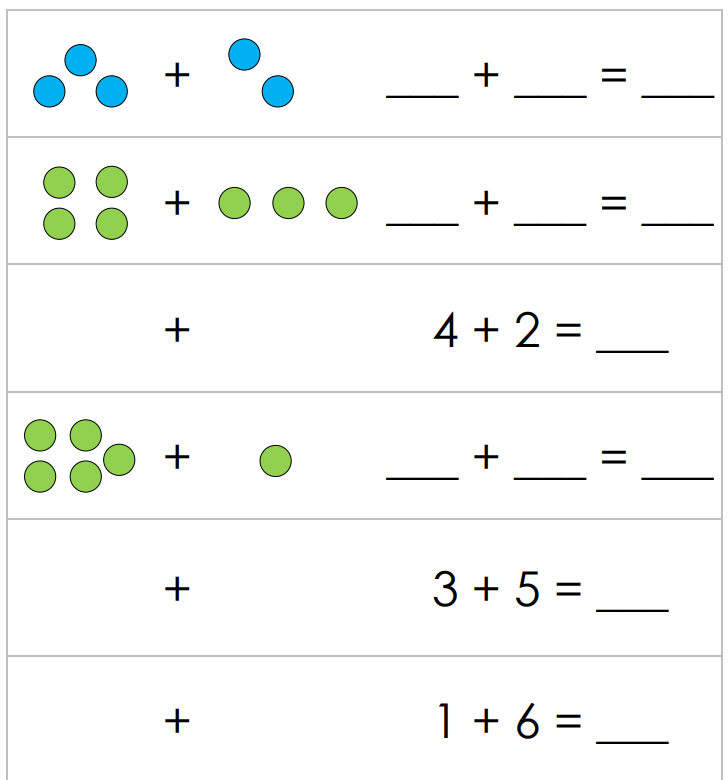 + ___ + ___ = ___
+ ___ + ___ = ___
+ 4 + 2 = ___
+ ___ + ___ = ___
+ 3 + 5 = ___
+ 1 + 6 = ___